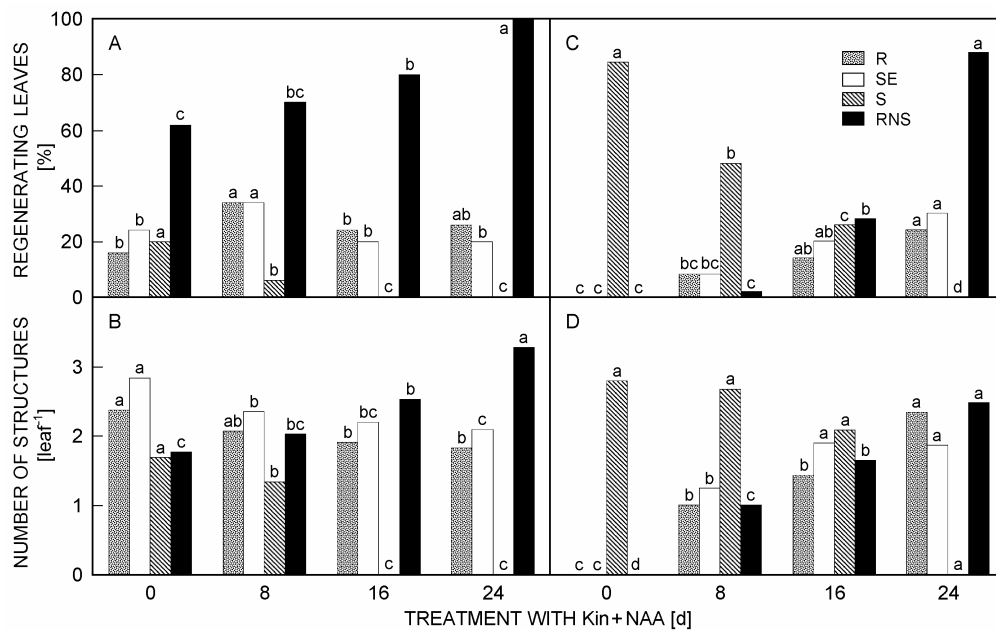 A
C
B
D
REGENERATING LEAVES
[%]
100
80
60
40
20
0
NUMBER OF STRUCTURES
[leaf-1]
3
2
1
0
R
SE
S
RNS
b b a c
a a b bc
b b c b
ab b c a
c c a c
bc bc b c
ab ab c b
a a d a
a a a c
ab b b bc
b bc c b
b c c a
c c a d
b b a c
b a a b
a a a a
0 8 16 24
0 8 16 24
TREATMENT WITH Kin+NAA [d]